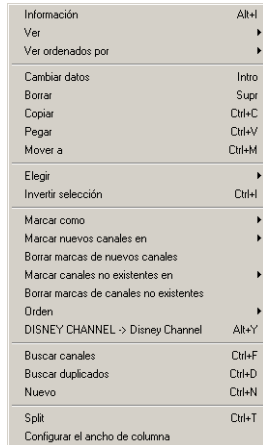 Información Alt+I
Ver
Ver ordenados por
Cambiar datos Intro
Borrar Supr
Copiar Ctrl+C
Pegar Ctrl+V
Mover a Ctrl+M
Elegir
Invertir selección Ctrl+I
Marcar como
Marcar nuevos canales en
Borrar marcas de nuevos canales
Marcar canales no existentes en
Borrar marcas de canales no existentes
Orden
DISNEY CHANNEL -> Disney Channel Alt+Y
Buscar canales Ctrl+F
Buscar duplicados Ctrl+D
Nuevo Ctrl+N
Split Ctrl+T
Configurar el ancho de columna